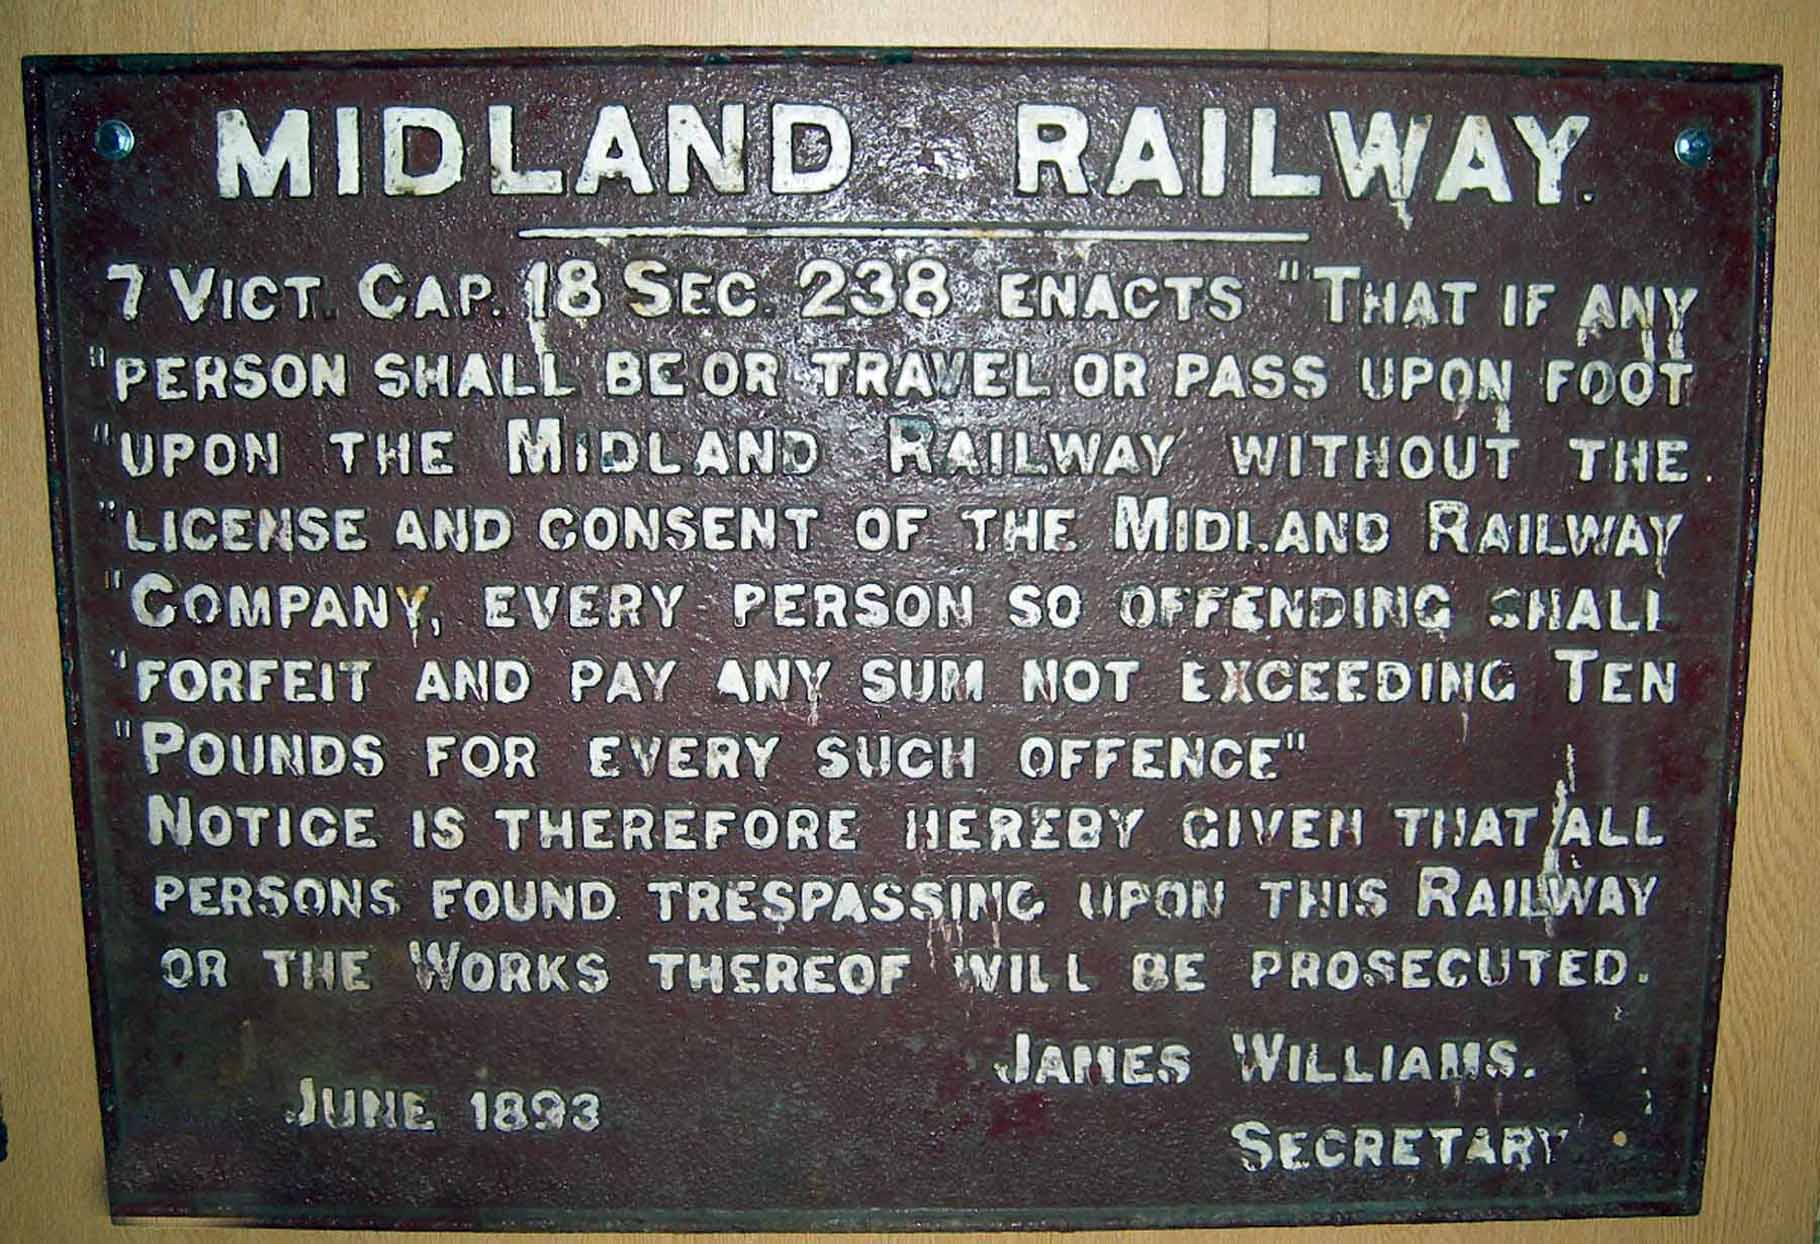 MIDLAND RAILWAY.
7 VICT. CAP. 18 SEC. 238 ENACTS "THAT IF ANY
"PERSON SHALL BE OR TRAVEL OR PASS UPON FOOT
"UPON THE MIDLAND RAILWAY WITHOUT THE
"LICENSE AND CONSENT OF THE MIDLAND RAILWAY
"COMPANY, EVERY PERSON SO OFFENDING SHALL
"FORFEIT AND PAY ANY SUM NOT EXCEEDING TEN
"POUNDS FOR EVERY SUCH OFFENCE"
NOTICE IS THEREFORE HEREBY GIVEN THAT ALL
PERSONS FOUND TRESPASSING UPON THIS RAILWAY
OR THE WORKS THEREOF WILL BE PROSECUTED.
JAMES WILLIAMS.
JUNE 1893
SECRETARY